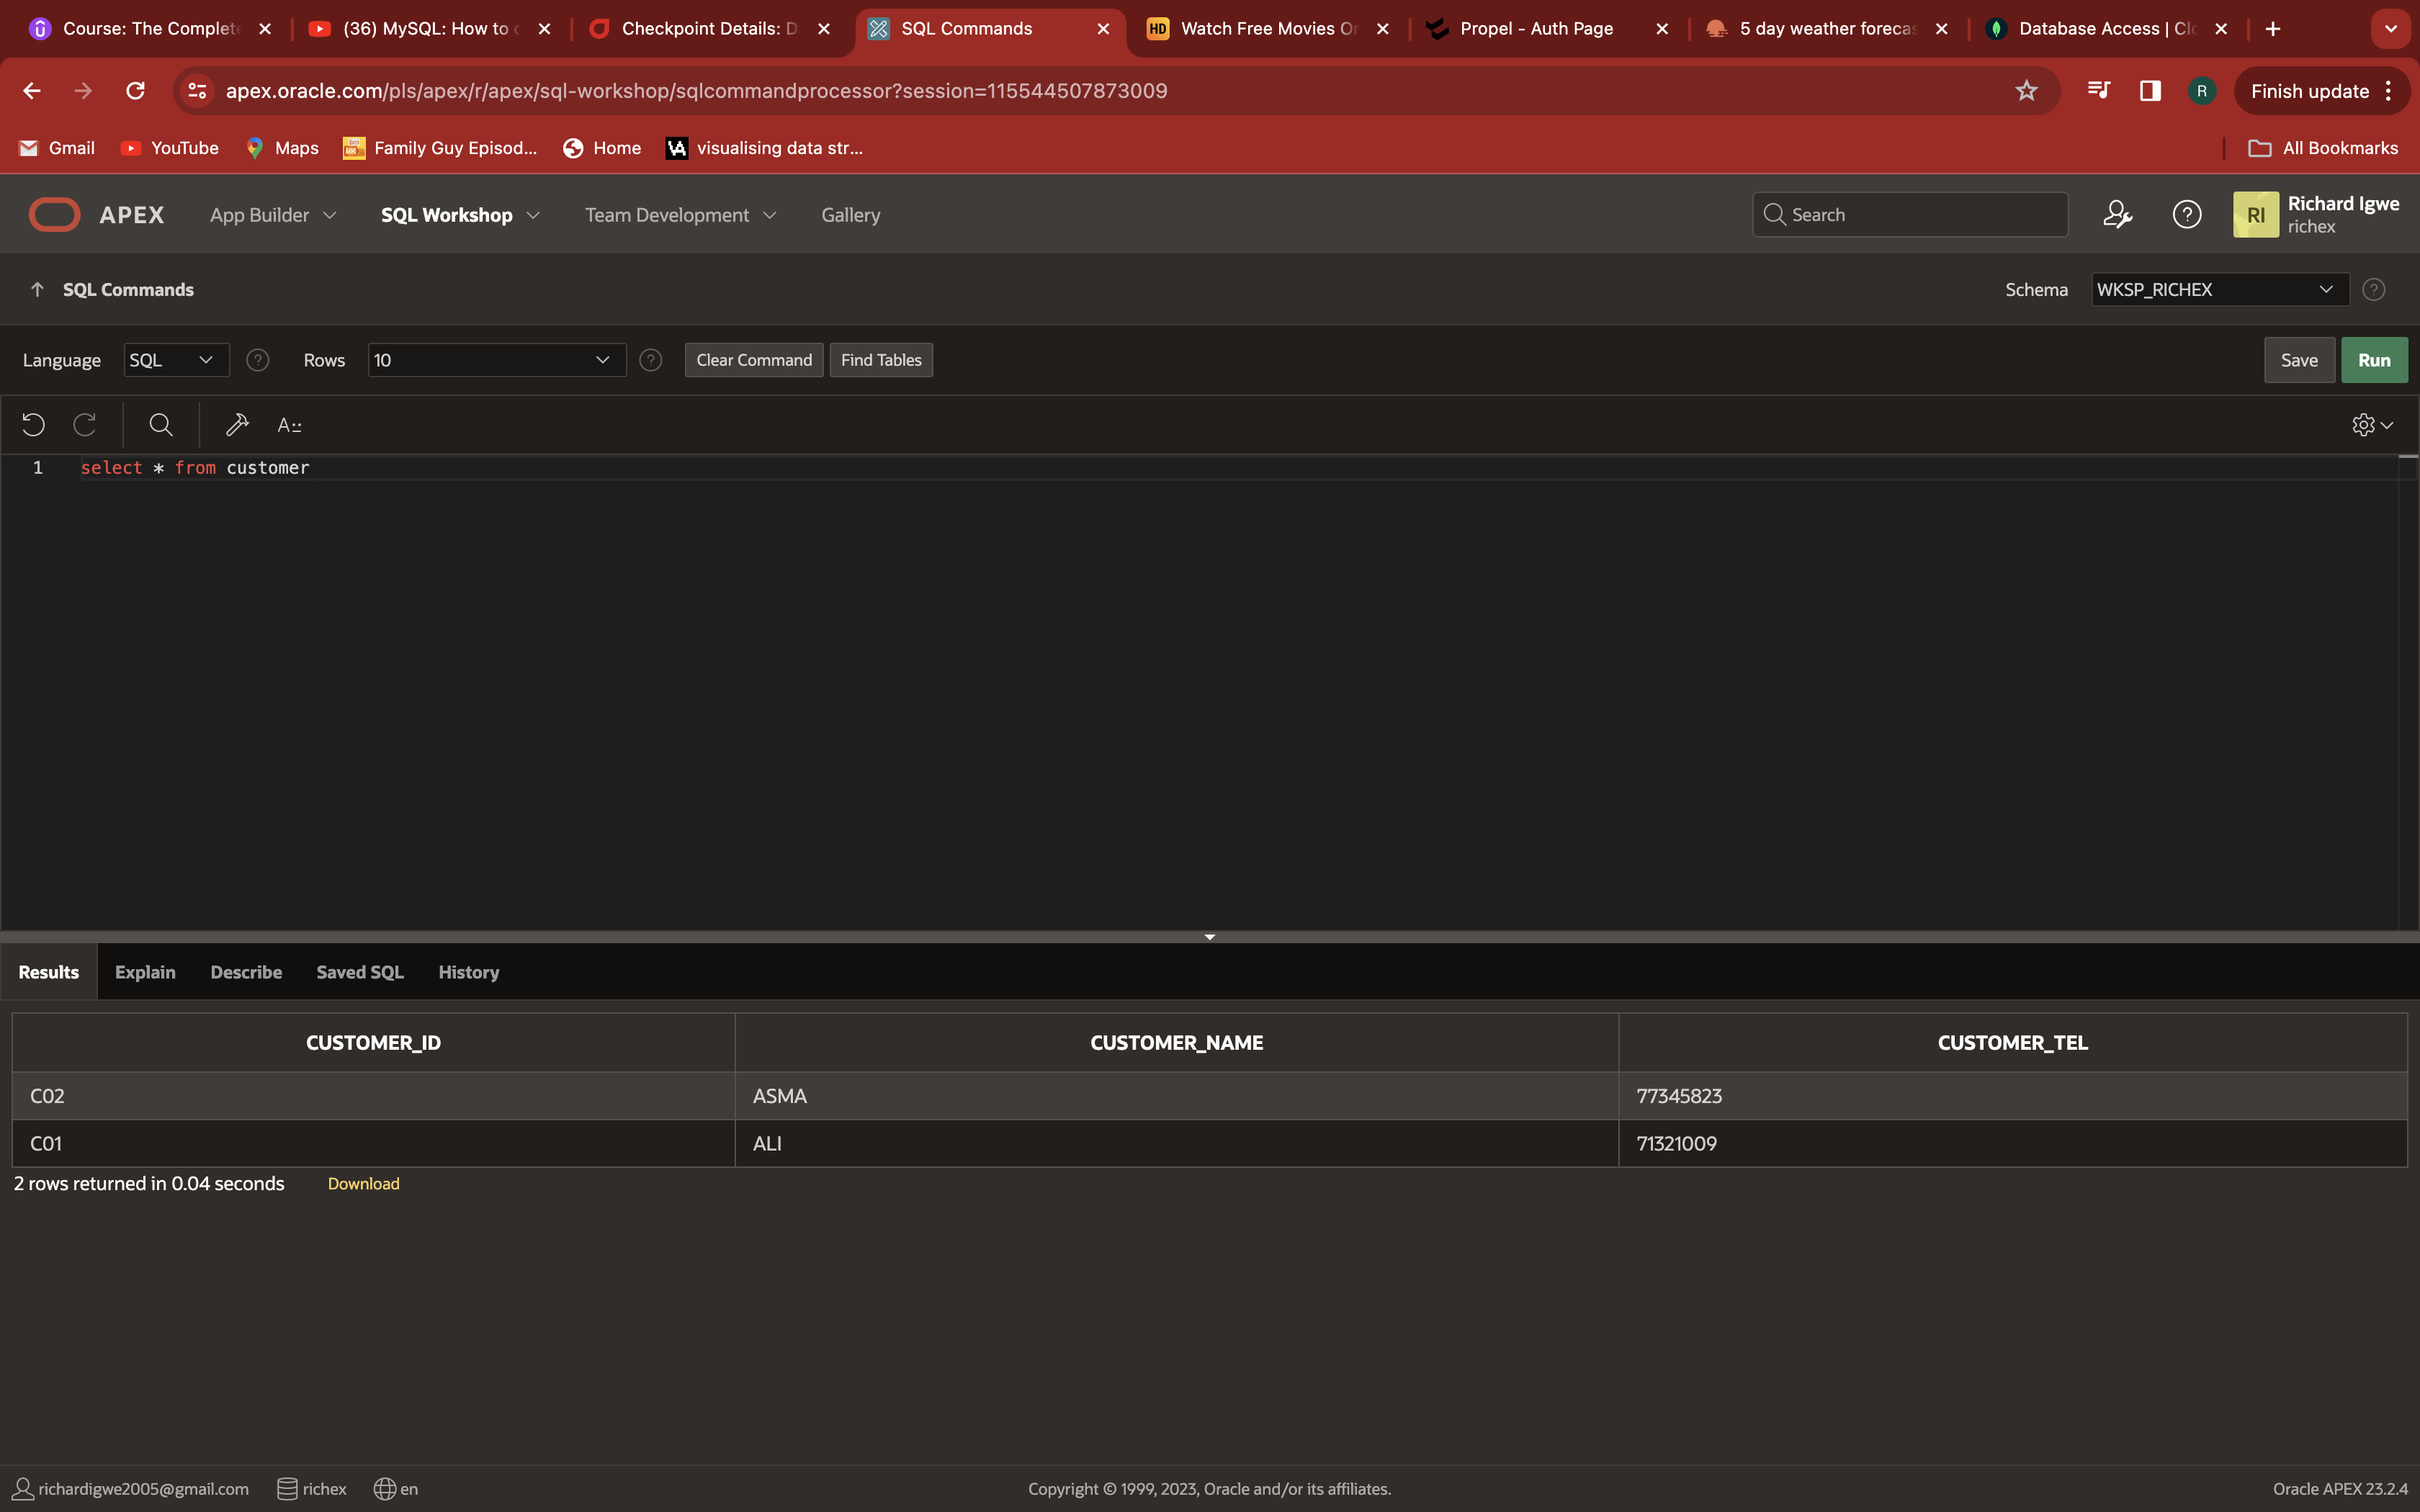 Course: The Complete
(36) MySQL: How to c
Checkpoint Details: D
SQL Commands
HD Watch Free Movies On
Propel - Auth Page
5 day weather forecas
Database Access | Clo
apex.oracle.com/pls/apex/r/apex/sql-workshop/sqlcommandprocessor?session=115544507873009
R
Finish update
Gmail
YouTube
Maps
Family Guy Episod...
Home
VA visualising data str...
All Bookmarks
APEX
App Builder
SQL Workshop
Team Development
Gallery
Search
RI
Richard Igwe
richex
SQL Commands
Schema
WKSP_RICHEX
Language
SQL
Rows
10
Clear Command
Find Tables
Save
Run
1 select * from customer
Results
Explain
Describe
Saved SQL
History
CUSTOMER_ID CUSTOMER_NAME CUSTOMER_TEL
C02 ASMA 77345823
C01 ALI 71321009
2 rows returned in 0.04 seconds Download
richardigwe2005@gmail.com
richex
en
Copyright © 1999, 2023, Oracle and/or its affiliates.
Oracle APEX 23.2.4